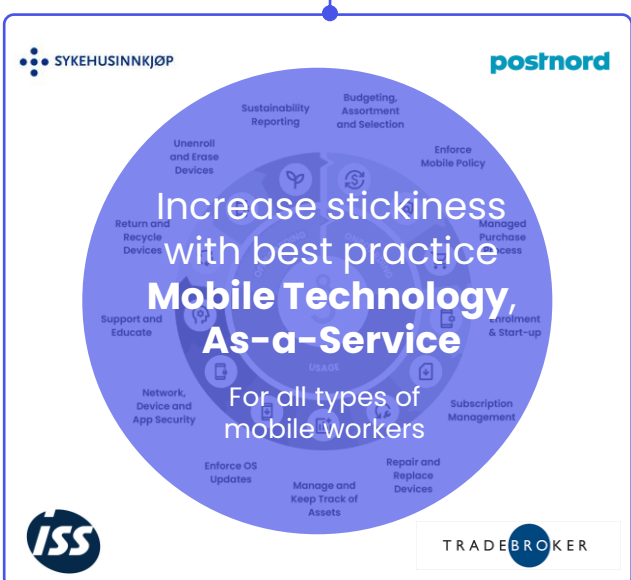 SYKEHUSINNKJØP
postnord
Sustainability
Reporting
Budgeting,
Assortment
and Selection
Unenroll
and Erase
Devices
Enforce
Mobile Policy
Increase stickiness
with best practice
Mobile Technology,
As-a-Service
For all types of
mobile workers
Return and
Recycle
Devices
Managed
Purchase
Process
Support and
Educate
Enrolment
& Start-up
USAGE
Network,
Device and
App Security
Subscription
Management
Enforce OS
Updates
Manage and
Keep Track of
Assets
Repair and
Replace
Devices
ISS
TRADEBROKER